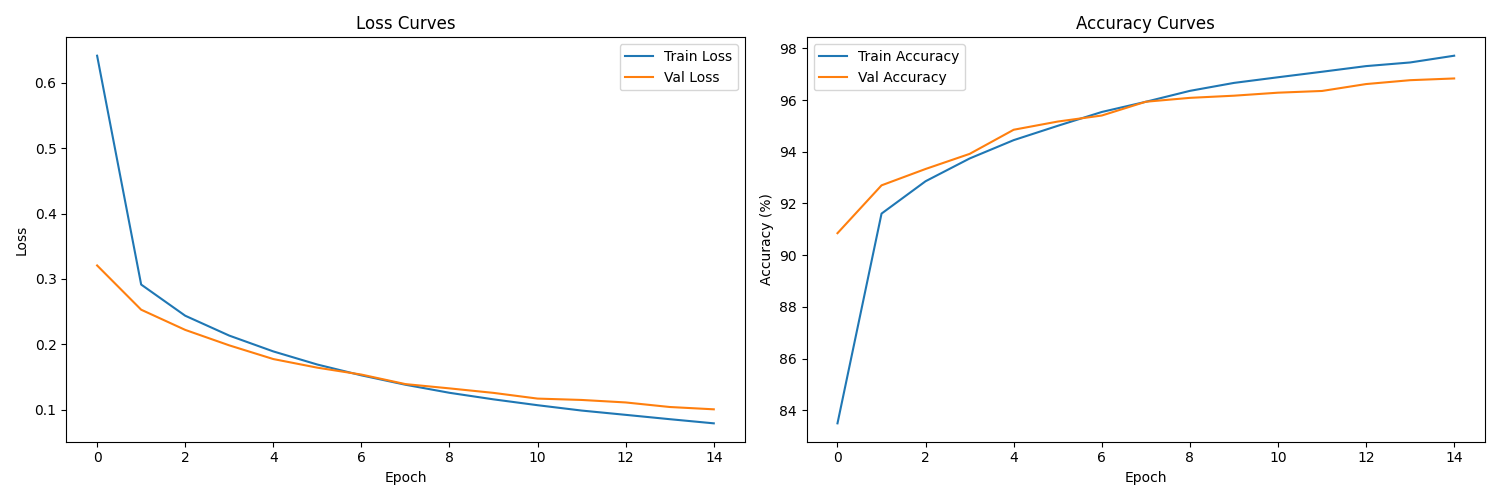 Loss Curves
Train Loss
Val Loss
0.6
0.5
0.4
0.3
0.2
0.1
Loss
0 2 4 6 8 10 12 14
Epoch
Accuracy Curves
Train Accuracy
Val Accuracy
98
96
94
92
90
88
86
84
Accuracy (%)
0 2 4 6 8 10 12 14
Epoch